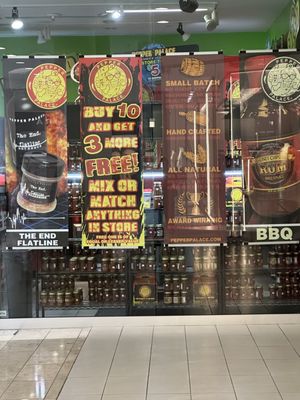 PEPPER PALACE
The End
FLATLINE
THE END
FLATLINE
PEPPER PALACE
BUY 10
AND GET
3 MORE
FREE!
MIX OR
MATCH
ANYTHING
IN STORE
SMALL BATCH
HAND CRAFTED
ALL NATURAL
AWARD WINNING
PEPPERPALACE.COM
PEPPER PALACE
RUM
BBQ